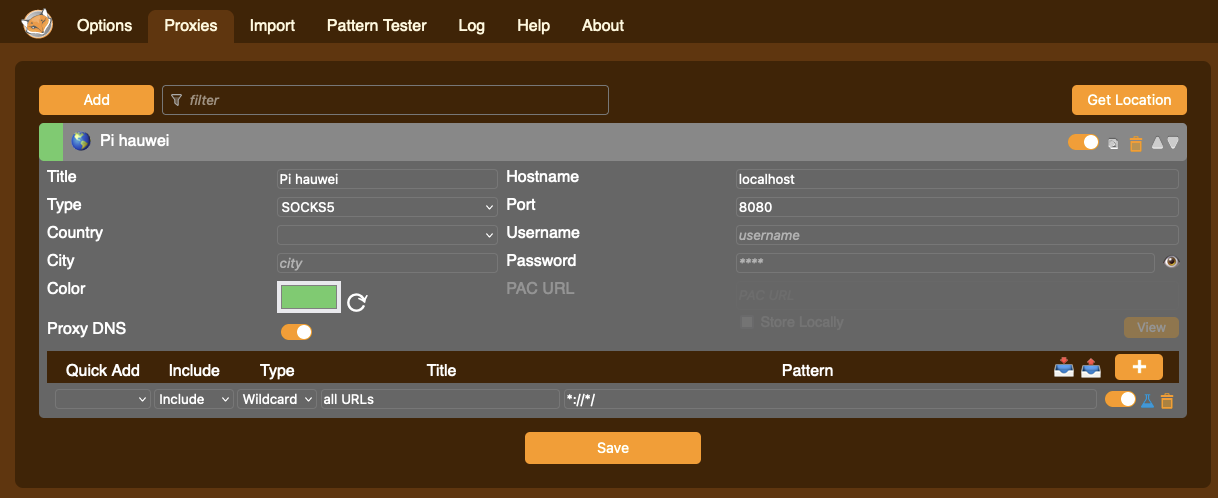 Options Proxies Import Pattern Tester Log Help About
Add filter Get Location
Pi hauwei
Title Pi hauwei Hostname localhost
Type SOCKS5 Port 8080
Country Username username
City city Password ****
Color PAC URL PAC URL
Store Locally View
Proxy DNS
Quick Add Include Type Title Pattern +
Include Wildcard all URLs *://*/
Save